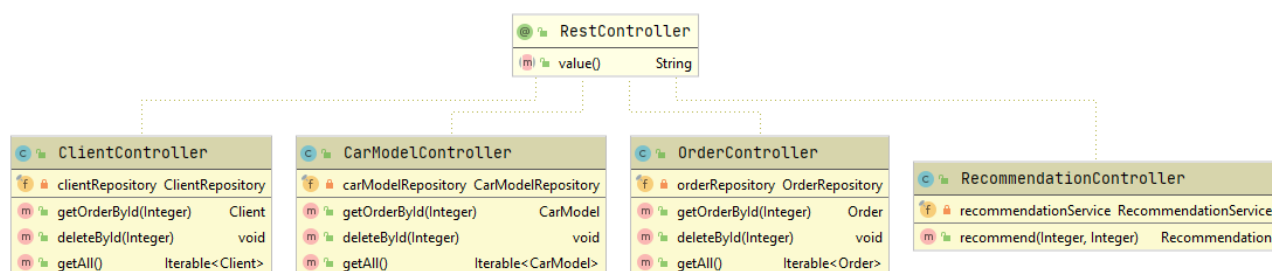 RestController
value() String
ClientController
clientRepository ClientRepository
getOrderById(Integer) Client
deleteById(Integer) void
getAll() Iterable<Client>
CarModelController
carModelRepository CarModelRepository
getOrderById(Integer) CarModel
deleteById(Integer) void
getAll() Iterable<CarModel>
OrderController
orderRepository OrderRepository
getOrderById(Integer) Order
deleteById(Integer) void
getAll() Iterable<Order>
RecommendationController
recommendationService RecommendationService
recommend(Integer, Integer) Recommendation